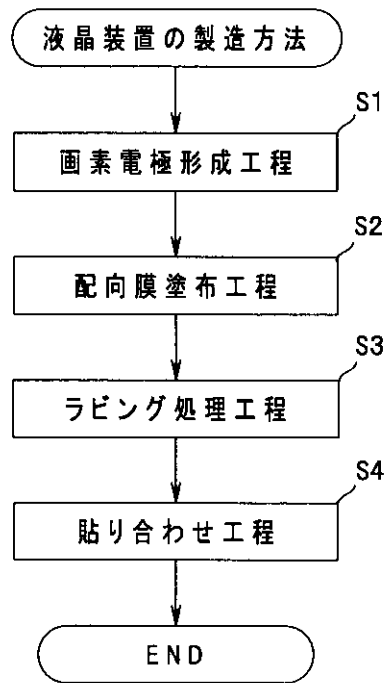 液晶装置の製造方法
S1
画素電極形成工程
S2
配向膜塗布工程
S3
ラビング処理工程
S4
貼り合わせ工程
END